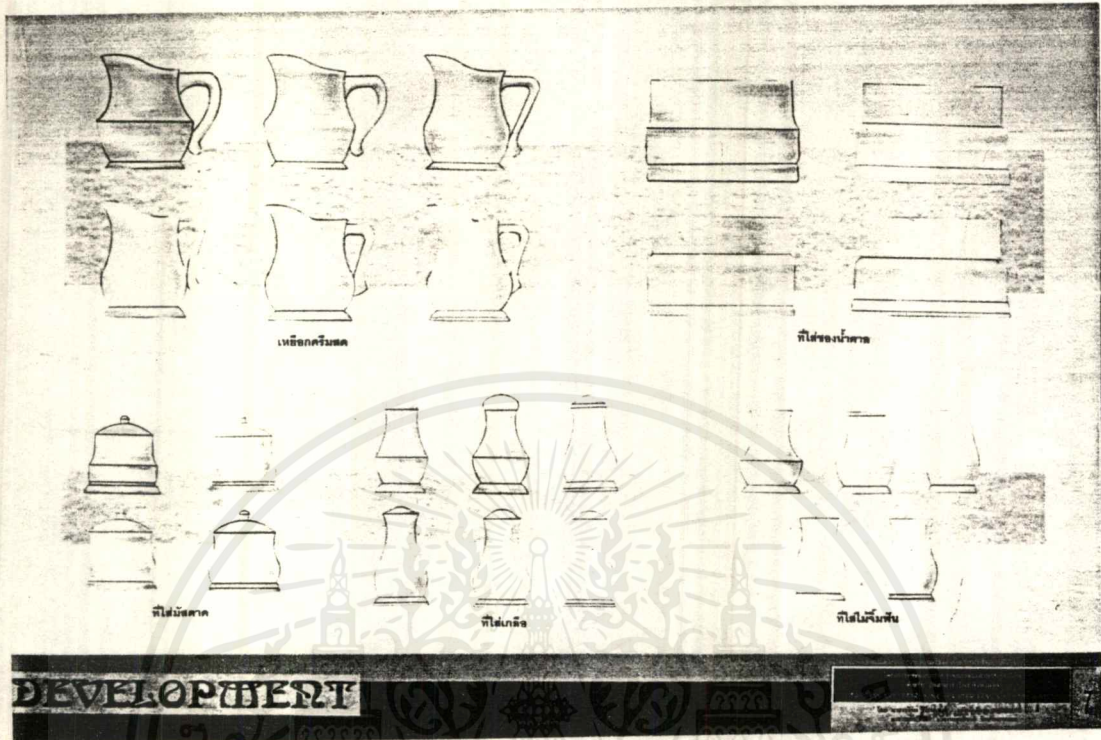 เหยือกครีมสด
ที่ใส่ซองน้ำตาล
ที่ใส่มัสตาด
ที่ใส่เกลือ
ที่ใส่ไม้จิ้มฟัน
DEVELOPMENT